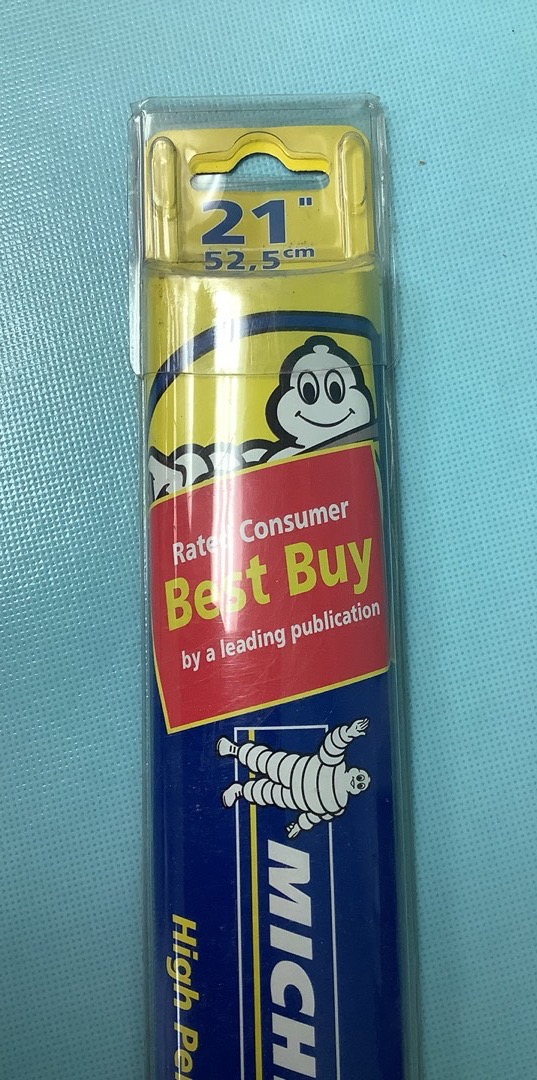 21"
52,5cm
Rated Consumer
Best Buy
by a leading publication
MICH
High Pe